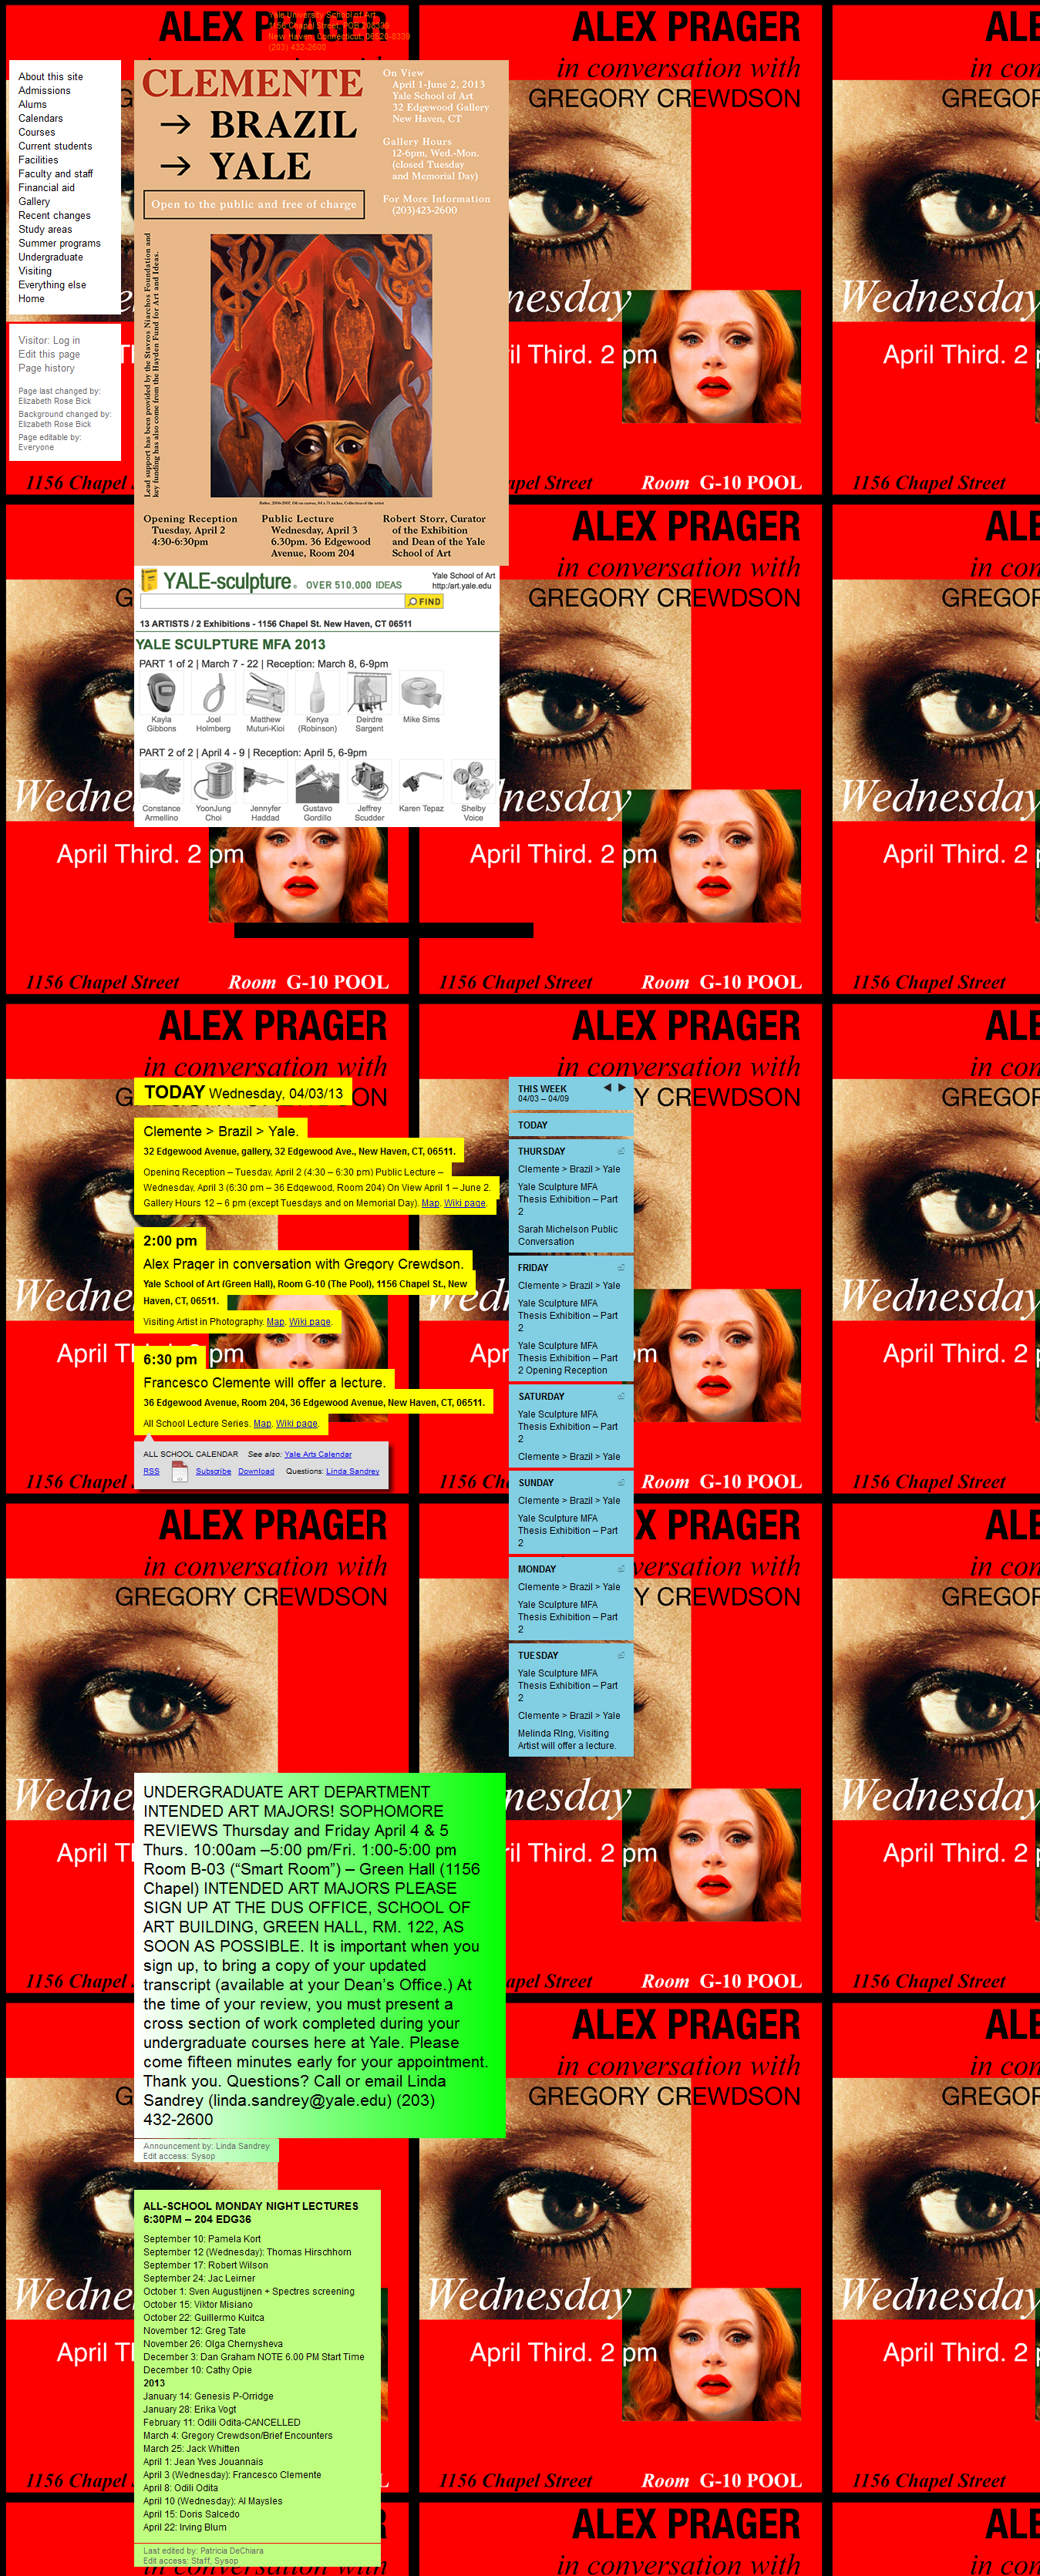 ALEX PRAGER
in conversation with
GREGORY CREWDSON
Wednesday
April Third. 2 pm
1156 Chapel Street
Room G-10 POOL
Yale University School of Art
1156 Chapel Street, POB 208339
New Haven, Connecticut, 06520-8339
(203) 432-2600
About this site
Admissions
Alums
Calendars
Courses
Current students
Facilities
Faculty and staff
Financial aid
Gallery
Recent changes
Study areas
Summer programs
Undergraduate
Visiting
Everything else
Home
Visitor: Log in
Edit this page
Page history
Page last changed by:
Elizabeth Rose Bick
Background changed by:
Elizabeth Rose Bick
Page editable by:
Everyone
CLEMENTE
→ BRAZIL
→ YALE
Open to the public and free of charge
On View
April 1-June 2, 2013
Yale School of Art
32 Edgewood Gallery
New Haven, CT
Gallery Hours
12-6pm, Wed.-Mon.
(closed Tuesday
and Memorial Day)
For More Information
(203)423-2600
Lead support has been provided by the Stavros Niarchos Foundation and
key funding has also come from the Hayden Fund for Art and Ideas.
Opening Reception
Tuesday, April 2
4:30-6:30pm
Public Lecture
Wednesday, April 3
6.30pm. 36 Edgewood
Avenue, Room 204
Robert Storr, Curator
of the Exhibition
and Dean of the Yale
School of Art
YALE-sculpture. OVER 510,000 IDEAS
Yale School of Art
http:/art.yale.edu
FIND
13 ARTISTS / 2 Exhibitions - 1156 Chapel St. New Haven, CT 06511
YALE SCULPTURE MFA 2013
PART 1 of 2 | March 7 - 22 | Reception: March 8, 6-9pm
Kayla Gibbons
Joel Holmberg
Matthew Muturi-Kioi
Kenya (Robinson)
Deirdre Sargent
Mike Sims
PART 2 of 2 | April 4 - 9 | Reception: April 5, 6-9pm
Constance Armellino
YoonJung Choi
Jennyfer Haddad
Gustavo Gordillo
Jeffrey Scudder
Karen Tepaz
Shelby Voice
TODAY Wednesday, 04/03/13
Clemente > Brazil > Yale.
32 Edgewood Avenue, gallery, 32 Edgewood Ave., New Haven, CT, 06511.
Opening Reception – Tuesday, April 2 (4:30 – 6:30 pm) Public Lecture –
Wednesday, April 3 (6:30 pm – 36 Edgewood, Room 204) On View April 1 – June 2.
Gallery Hours 12 – 6 pm (except Tuesdays and on Memorial Day). Map. Wiki page.
2:00 pm
Alex Prager in conversation with Gregory Crewdson.
Yale School of Art (Green Hall), Room G-10 (The Pool), 1156 Chapel St., New
Haven, CT, 06511.
Visiting Artist in Photography. Map. Wiki page.
6:30 pm
Francesco Clemente will offer a lecture.
36 Edgewood Avenue, Room 204, 36 Edgewood Avenue, New Haven, CT, 06511.
All School Lecture Series. Map. Wiki page.
ALL SCHOOL CALENDAR See also: Yale Arts Calendar
RSS Subscribe Download Questions: Linda Sandrey
THIS WEEK
04/03 – 04/09
TODAY
THURSDAY
Clemente > Brazil > Yale
Yale Sculpture MFA
Thesis Exhibition – Part
2
Sarah Michelson Public
Conversation
FRIDAY
Clemente > Brazil > Yale
Yale Sculpture MFA
Thesis Exhibition – Part
2
Yale Sculpture MFA
Thesis Exhibition – Part
2 Opening Reception
SATURDAY
Yale Sculpture MFA
Thesis Exhibition – Part
2
Clemente > Brazil > Yale
SUNDAY
Clemente > Brazil > Yale
Yale Sculpture MFA
Thesis Exhibition – Part
2
MONDAY
Clemente > Brazil > Yale
Yale Sculpture MFA
Thesis Exhibition – Part
2
TUESDAY
Yale Sculpture MFA
Thesis Exhibition – Part
2
Clemente > Brazil > Yale
Melinda RIng, Visiting
Artist will offer a lecture.
UNDERGRADUATE ART DEPARTMENT
INTENDED ART MAJORS! SOPHOMORE
REVIEWS Thursday and Friday April 4 & 5
Thurs. 10:00am –5:00 pm/Fri. 1:00-5:00 pm
Room B-03 (“Smart Room”) – Green Hall (1156
Chapel) INTENDED ART MAJORS PLEASE
SIGN UP AT THE DUS OFFICE, SCHOOL OF
ART BUILDING, GREEN HALL, RM. 122, AS
SOON AS POSSIBLE. It is important when you
sign up, to bring a copy of your updated
transcript (available at your Dean’s Office.) At
the time of your review, you must present a
cross section of work completed during your
undergraduate courses here at Yale. Please
come fifteen minutes early for your appointment.
Thank you. Questions? Call or email Linda
Sandrey (linda.sandrey@yale.edu) (203)
432-2600
Announcement by: Linda Sandrey
Edit access: Sysop
ALL-SCHOOL MONDAY NIGHT LECTURES
6:30PM – 204 EDG36
September 10: Pamela Kort
September 12 (Wednesday): Thomas Hirschhorn
September 17: Robert Wilson
September 24: Jac Leirner
October 1: Sven Augustijnen + Spectres screening
October 15: Viktor Misiano
October 22: Guillermo Kuitca
November 12: Greg Tate
November 26: Olga Chernysheva
December 3: Dan Graham NOTE 6.00 PM Start Time
December 10: Cathy Opie
2013
January 14: Genesis P-Orridge
January 28: Erika Vogt
February 11: Odili Odita-CANCELLED
March 4: Gregory Crewdson/Brief Encounters
March 25: Jack Whitten
April 1: Jean Yves Jouannais
April 3 (Wednesday): Francesco Clemente
April 8: Odili Odita
April 10 (Wednesday): Al Maysles
April 15: Doris Salcedo
April 22: Irving Blum
Last edited by: Patricia DeChiara
Edit access: Staff, Sysop